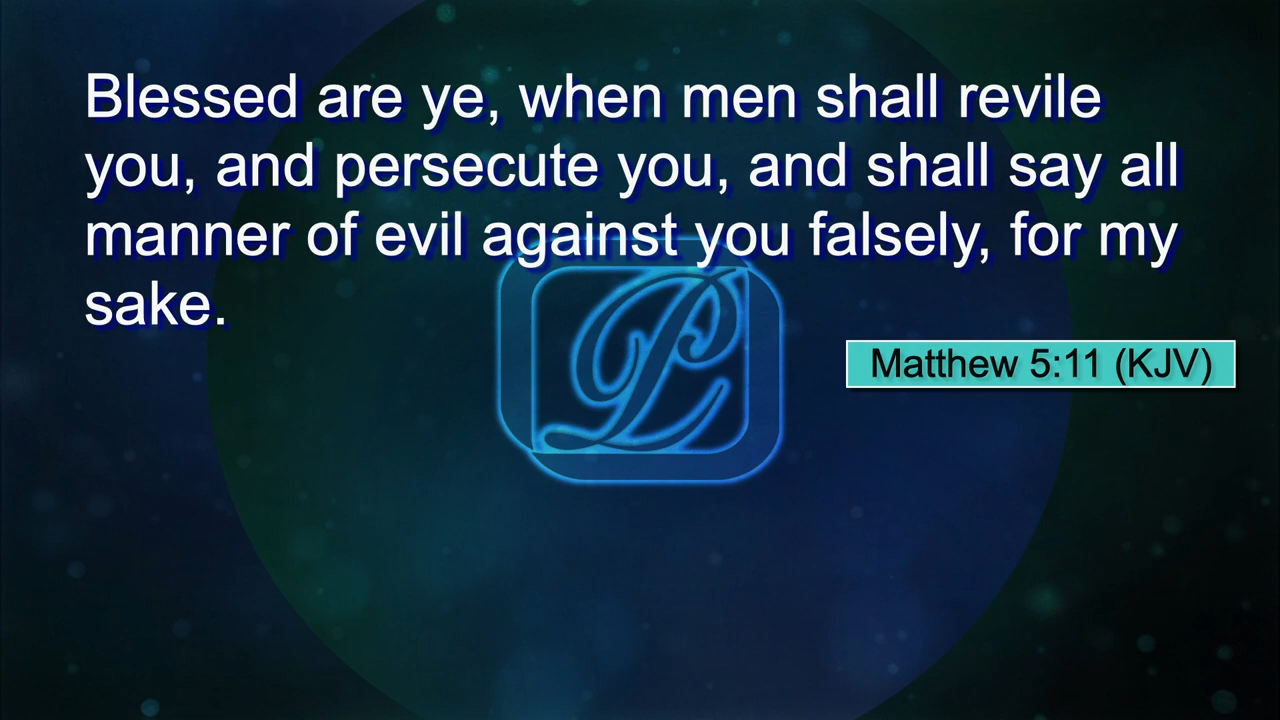 Blessed are ye, when men shall revile
you, and persecute you, and shall say all
manner of evil against you falsely, for my
sake.
Matthew 5:11 (KJV)